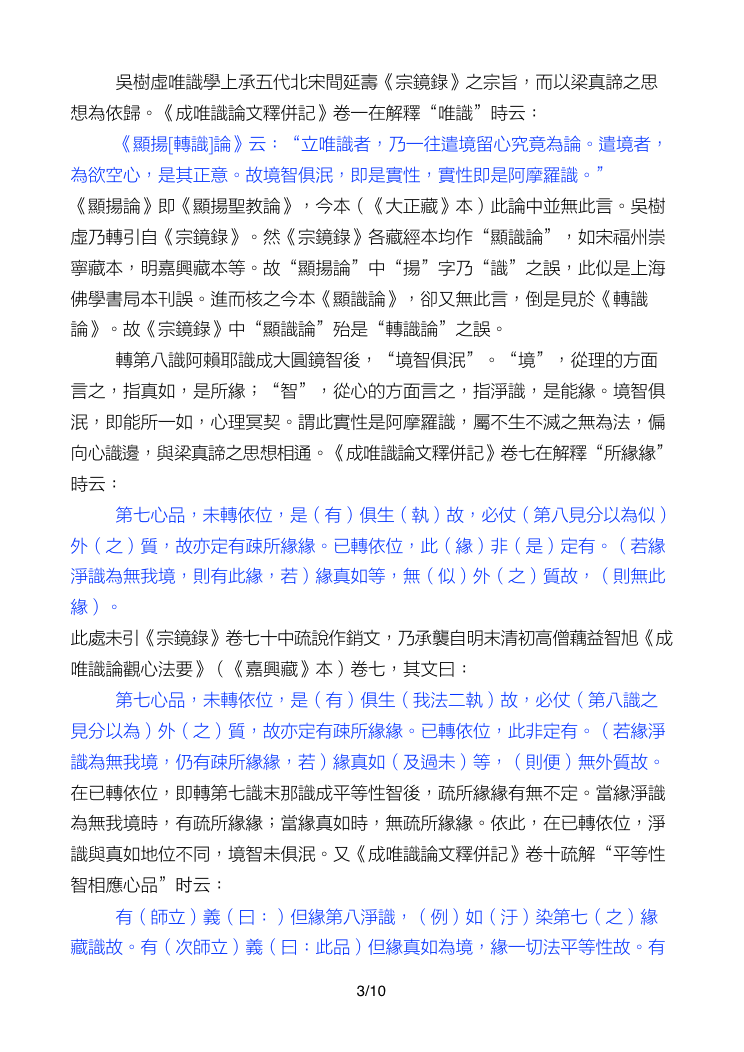 吳樹虛唯識學上承五代北宋間延壽《宗鏡錄》之宗旨，而以梁真諦之思
想為依歸。《成唯識論文釋併記》卷一在解釋“唯識”時云：
《顯揚[轉識]論》云：“立唯識者，乃一往遣境留心究竟為論。遣境者，
為欲空心，是其正意。故境智俱泯，即是實性，實性即是阿摩羅識。”
《顯揚論》即《顯揚聖教論》，今本（《大正藏》本）此論中並無此言。吳樹
虛乃轉引自《宗鏡錄》。然《宗鏡錄》各藏經本均作“顯識論”，如宋福州崇
寧藏本，明嘉興藏本等。故“顯揚論”中“揚”字乃“識”之誤，此似是上海
佛學書局本刊誤。進而核之今本《顯識論》，卻又無此言，倒是見於《轉識
論》。故《宗鏡錄》中“顯識論”殆是“轉識論”之誤。
轉第八識阿賴耶識成大圓鏡智後，“境智俱泯”。“境”，從理的方面
言之，指真如，是所緣；“智”，從心的方面言之，指淨識，是能緣。境智俱
泯，即能所一如，心理冥契。謂此實性是阿摩羅識，屬不生不滅之無為法，偏
向心識邊，與梁真諦之思想相通。《成唯識論文釋併記》卷七在解釋“所緣緣”
時云：
第七心品，未轉依位，是（有）俱生（執）故，必仗（第八見分以為似）
外（之）質，故亦定有疎所緣緣。已轉依位，此（緣）非（是）定有。（若緣
淨識為無我境，則有此緣，若）緣真如等，無（似）外（之）質故，（則無此
緣）。
此處未引《宗鏡錄》卷七十中疏說作銷文，乃承襲自明末清初高僧藕益智旭《成
唯識論觀心法要》（《嘉興藏》本）卷七，其文曰：
第七心品，未轉依位，是（有）俱生（我法二執）故，必仗（第八識之
見分以為）外（之）質，故亦定有疎所緣緣。已轉依位，此非定有。（若緣淨
識為無我境，仍有疎所緣緣，若）緣真如（及過未）等，（則便）無外質故。
在已轉依位，即轉第七識末那識成平等性智後，疏所緣緣有無不定。當緣淨識
為無我境時，有疏所緣緣；當緣真如時，無疏所緣緣。依此，在已轉依位，淨
識與真如地位不同，境智未俱泯。又《成唯識論文釋併記》卷十疏解“平等性
智相應心品”时云：
有（師立）義（曰：）但緣第八淨識，（例）如（汙）染第七（之）緣
藏識故。有（次師立）義（曰：此品）但緣真如為境，緣一切法平等性故。有
3/10